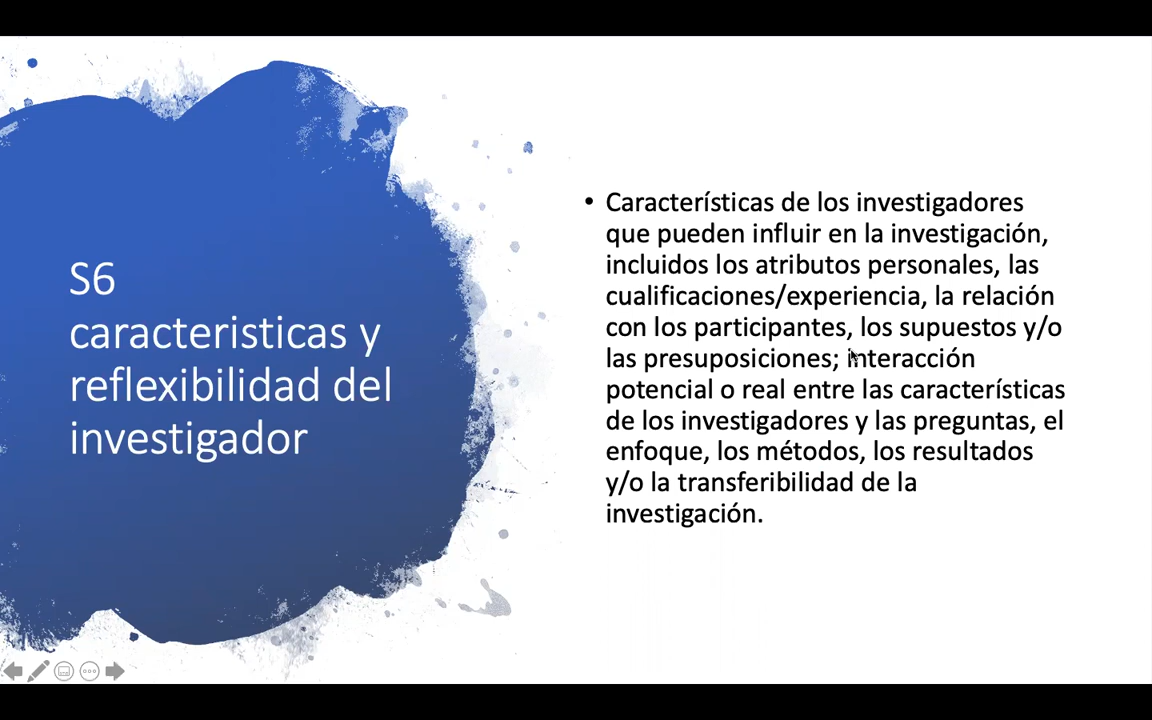 S6
caracteristicas y
reflexibilidad del
investigador
• Características de los investigadores
que pueden influir en la investigación,
incluidos los atributos personales, las
cualificaciones/experiencia, la relación
con los participantes, los supuestos y/o
las presuposiciones; interacción
potencial o real entre las características
de los investigadores y las preguntas, el
enfoque, los métodos, los resultados
y/o la transferibilidad de la
investigación.